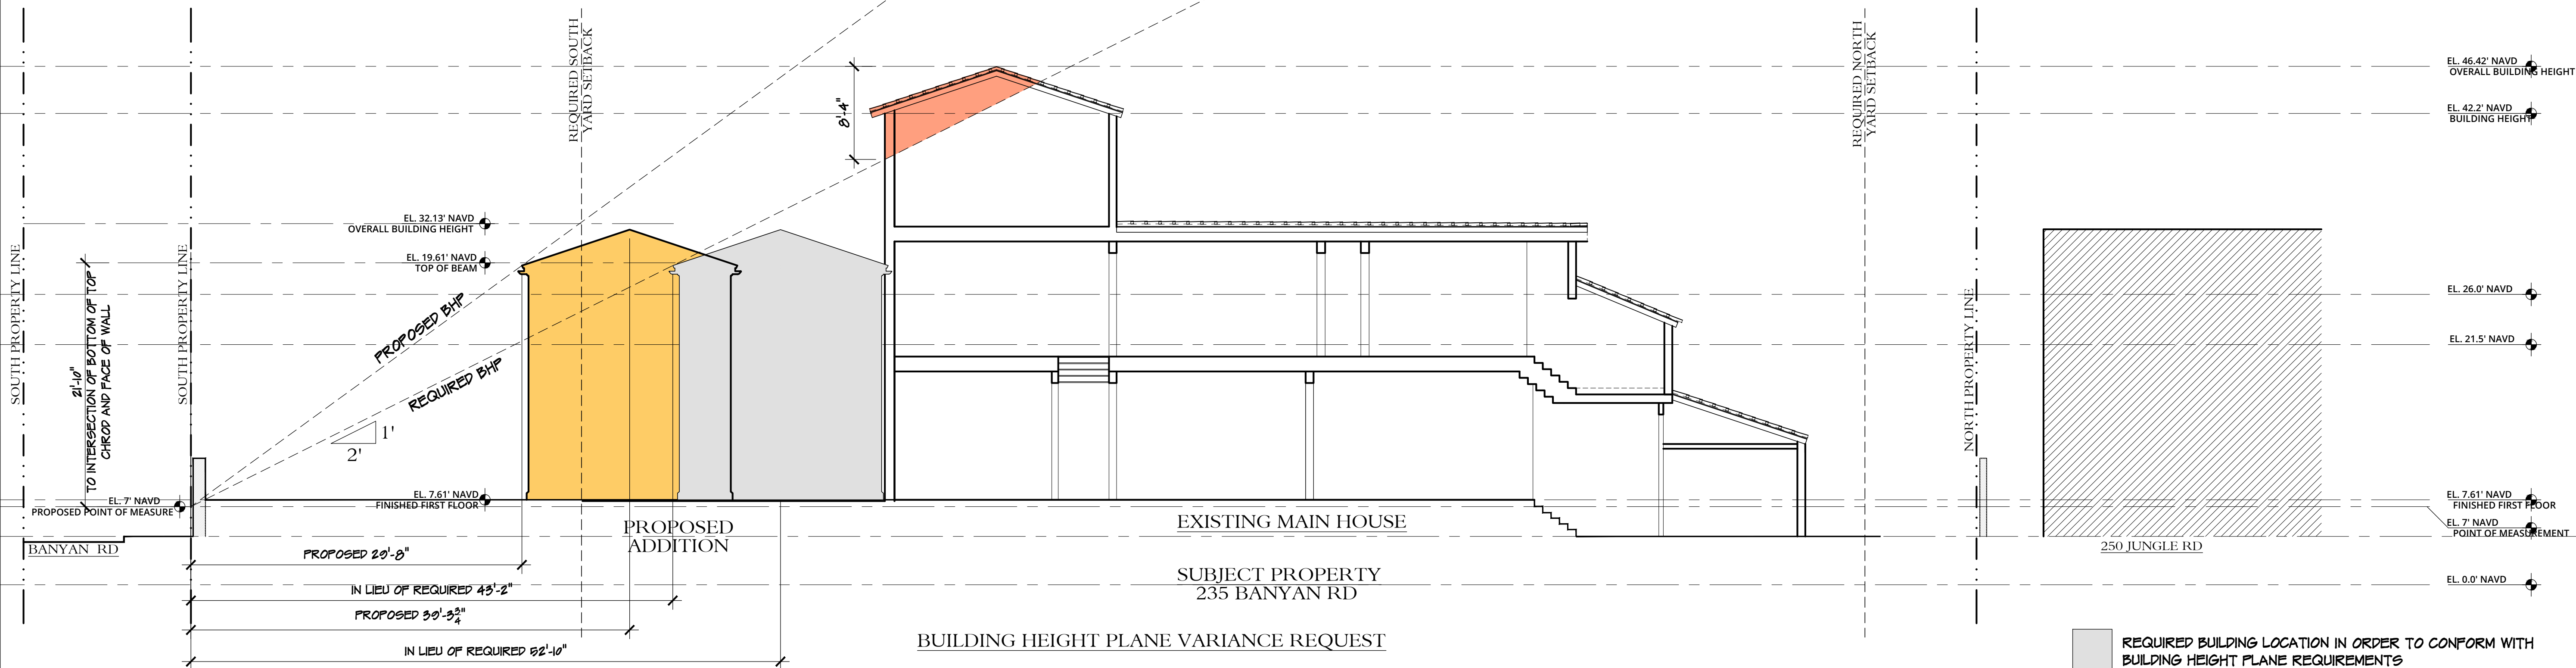 REQUIRED SOUTH
YARD SETBACK
REQUIRED NORTH
YARD SETBACK
EL. 46.42' NAVD
OVERALL BUILDING HEIGHT
EL. 42.2' NAVD
BUILDING HEIGHT
8'-4"
EL. 32.13' NAVD
OVERALL BUILDING HEIGHT
EL. 19.61' NAVD
TOP OF BEAM
SOUTH PROPERTY LINE
21'-10"
TO INTERSECTION OF BOTTOM OF TOP
CHROD AND FACE OF WALL
SOUTH PROPERTY LINE
PROPOSED BHP
REQUIRED BHP
1'
2'
NORTH PROPERTY LINE
EL. 26.0' NAVD
EL. 21.5' NAVD
EL. 7' NAVD
PROPOSED POINT OF MEASURE
EL. 7.61' NAVD
FINISHED FIRST FLOOR
EL. 7.61' NAVD
FINISHED FIRST FLOOR
EL. 7' NAVD
POINT OF MEASUREMENT
BANYAN RD
PROPOSED
ADDITION
EXISTING MAIN HOUSE
250 JUNGLE RD
PROPOSED 29'-8"
IN LIEU OF REQUIRED 43'-2"
PROPOSED 39'-3 3/4"
IN LIEU OF REQUIRED 52'-10"
SUBJECT PROPERTY
235 BANYAN RD
EL. 0.0' NAVD
BUILDING HEIGHT PLANE VARIANCE REQUEST
REQUIRED BUILDING LOCATION IN ORDER TO CONFORM WITH
BUILDING HEIGHT PLANE REQUIREMENTS